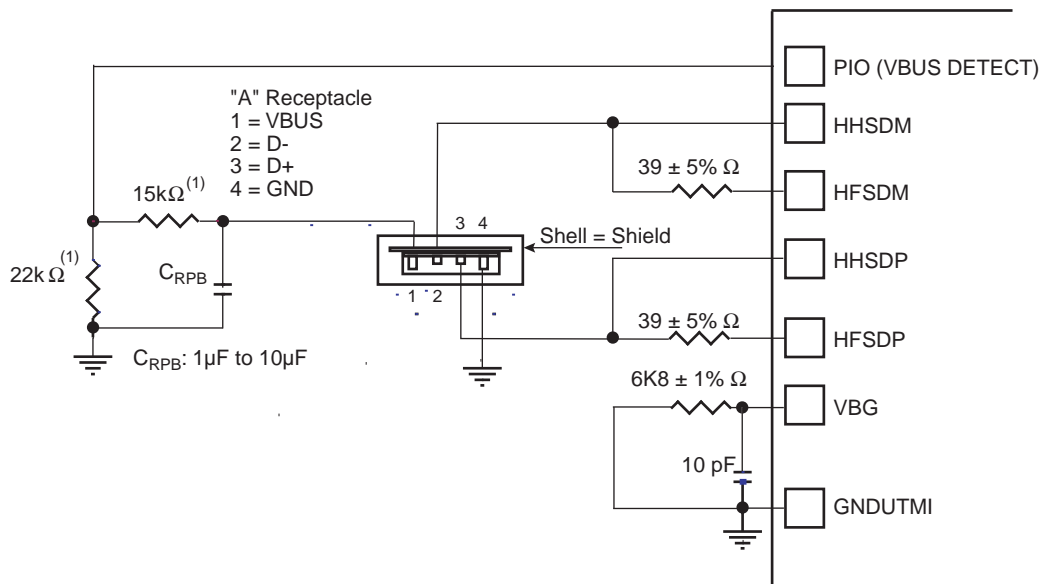 PIO (VBUS DETECT)
"A" Receptacle
1 = VBUS
2 = D-
3 = D+
4 = GND
HHSDM
39 ± 5% Ω
HFSDM
15kΩ(1)
3 4
Shell = Shield
HHSDP
22k Ω(1)
CRPB
1 2
39 ± 5% Ω
HFSDP
CRPB: 1µF to 10µF
6K8 ± 1% Ω
VBG
10 pF
GNDUTMI